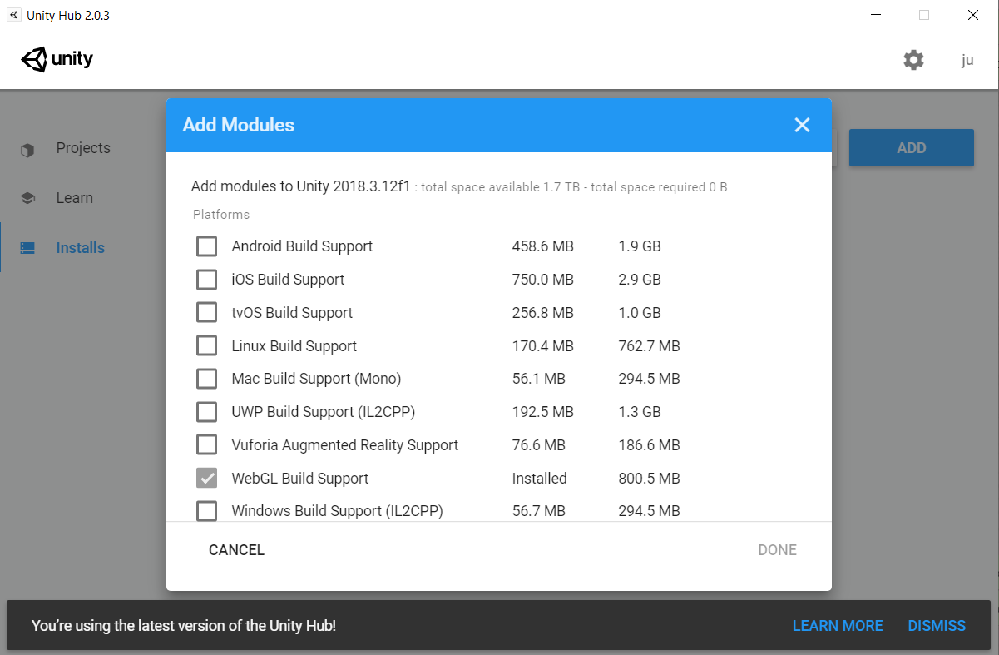 Unity Hub 2.0.3
unity
ju
Add Modules
Projects
ADD
Add modules to Unity 2018.3.12f1 : total space available 1.7 TB - total space required 0 B
Learn
Platforms
Installs
Android Build Support 458.6 MB 1.9 GB
iOS Build Support 750.0 MB 2.9 GB
tvOS Build Support 256.8 MB 1.0 GB
Linux Build Support 170.4 MB 762.7 MB
Mac Build Support (Mono) 56.1 MB 294.5 MB
UWP Build Support (IL2CPP) 192.5 MB 1.3 GB
Vuforia Augmented Reality Support 76.6 MB 186.6 MB
WebGL Build Support Installed 800.5 MB
Windows Build Support (IL2CPP) 56.7 MB 294.5 MB
CANCEL DONE
You’re using the latest version of the Unity Hub! LEARN MORE DISMISS